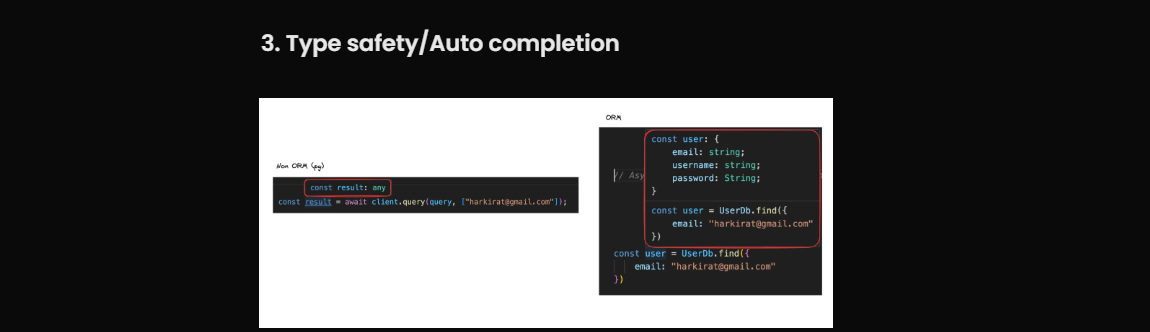 3. Type safety/Auto completion
ORM
const user: {
email: string;
username: string;
password: String;
}
// Asy
const user = UserDb.find({
email: "harkirat@gmail.com"
})
const user = UserDb.find({
email: "harkirat@gmail.com"
})
Non ORM (pg)
const result: any
const result = await client.query(query, ["harkirat@gmail.com"]);